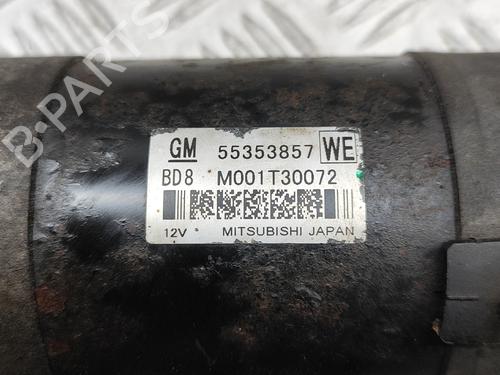 GM 55353857 WE
BD8 M001T30072
12V MITSUBISHI JAPAN
B-PARTS